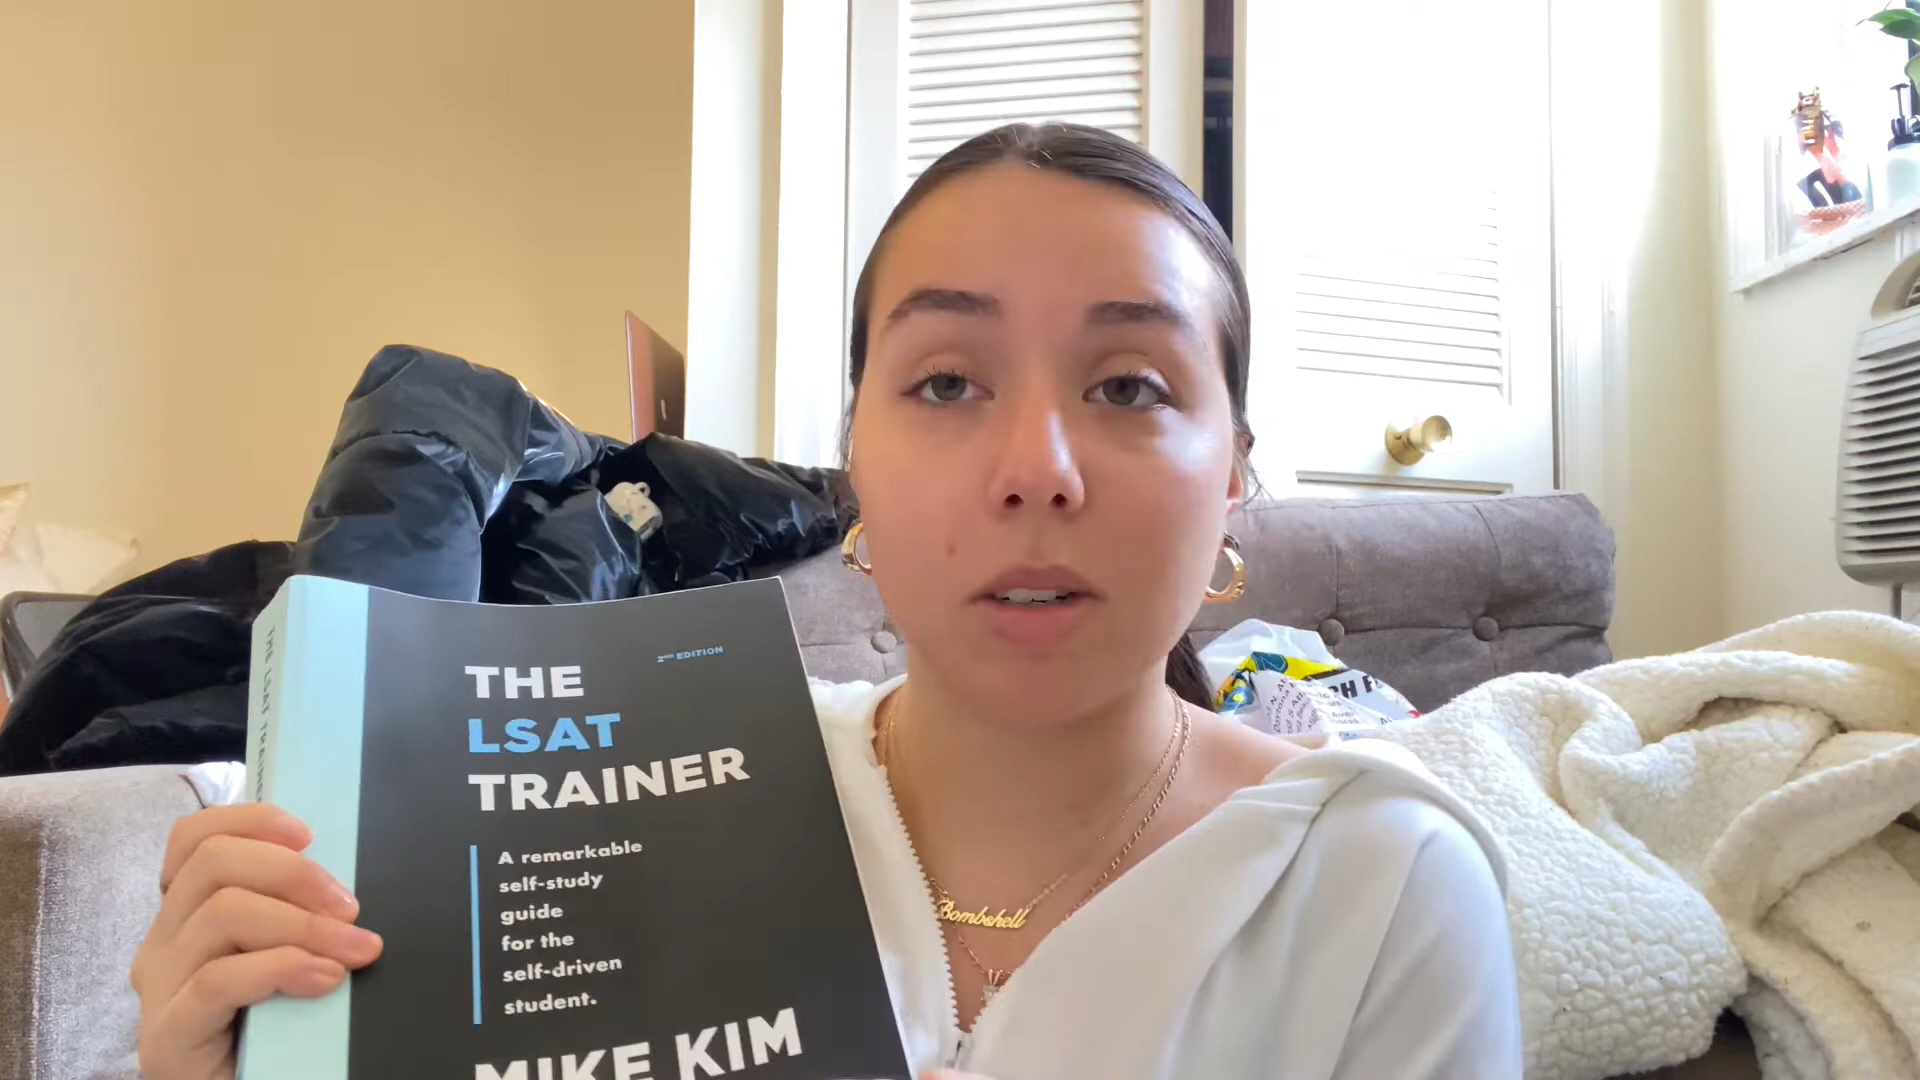 2ND EDITION
THE
LSAT
TRAINER
A remarkable
self-study
guide
for the
self-driven
student.
MIKE KIM
THE LSAT TRAINER
Bombshell